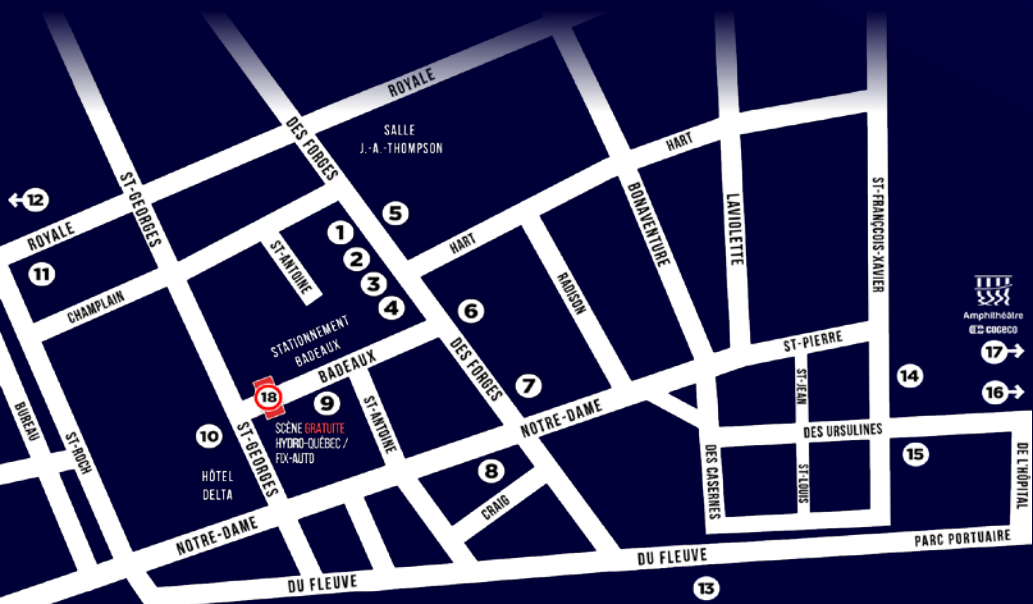 ROYALE
DES FORGES
SALLE
J.-A.-THOMPSON
HART
ST-GEORGES
BONAVENTURE
LAVIOLETTE
ST-FRANÇCOIS-XAVIER
←12
ROYALE
5
1
HART
ST-ANTOINE
2
11
3
RADISON
CHAMPLAIN
4
6
Amphithéâtre
COGECO
17→
STATIONNEMENT
BADEAUX
BADEAUX
DES FORGES
ST-PIERRE
14
16→
18
9
7
ST-JEAN
SCÈNE GRATUITE
HYDRO-QUÉBEC /
FIX-AUTO
ST-ANTOINE
NOTRE-DAME
BUREAU
ST-ROCH
10
ST-GEORGES
DES URSULINES
15
HÔTEL
DELTA
8
CRAIG
DES CASERNES
ST-LOUIS
DE L'HÔPITAL
NOTRE-DAME
PARC PORTUAIRE
DU FLEUVE
DU FLEUVE
13